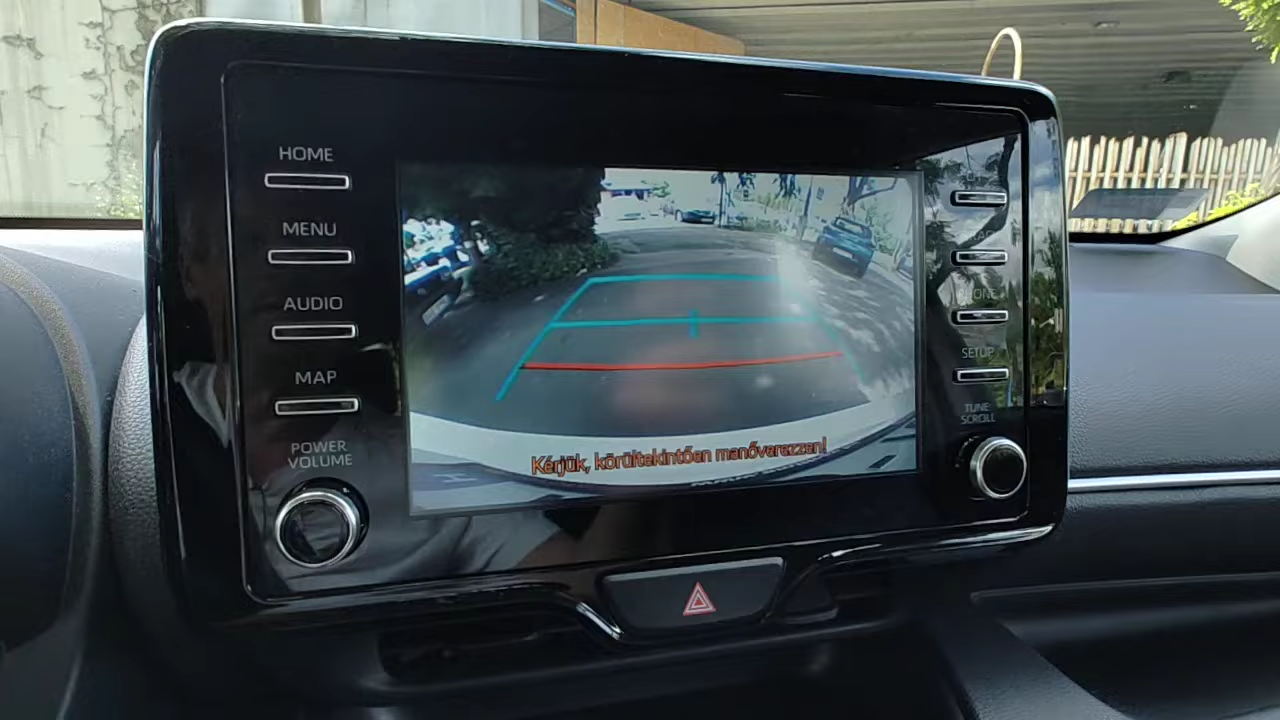 HOME
MENU
AUDIO
MAP
POWER
VOLUME
SETUP
TUNE
SCROLL
Kérjük, körültekintően manőverezzen!